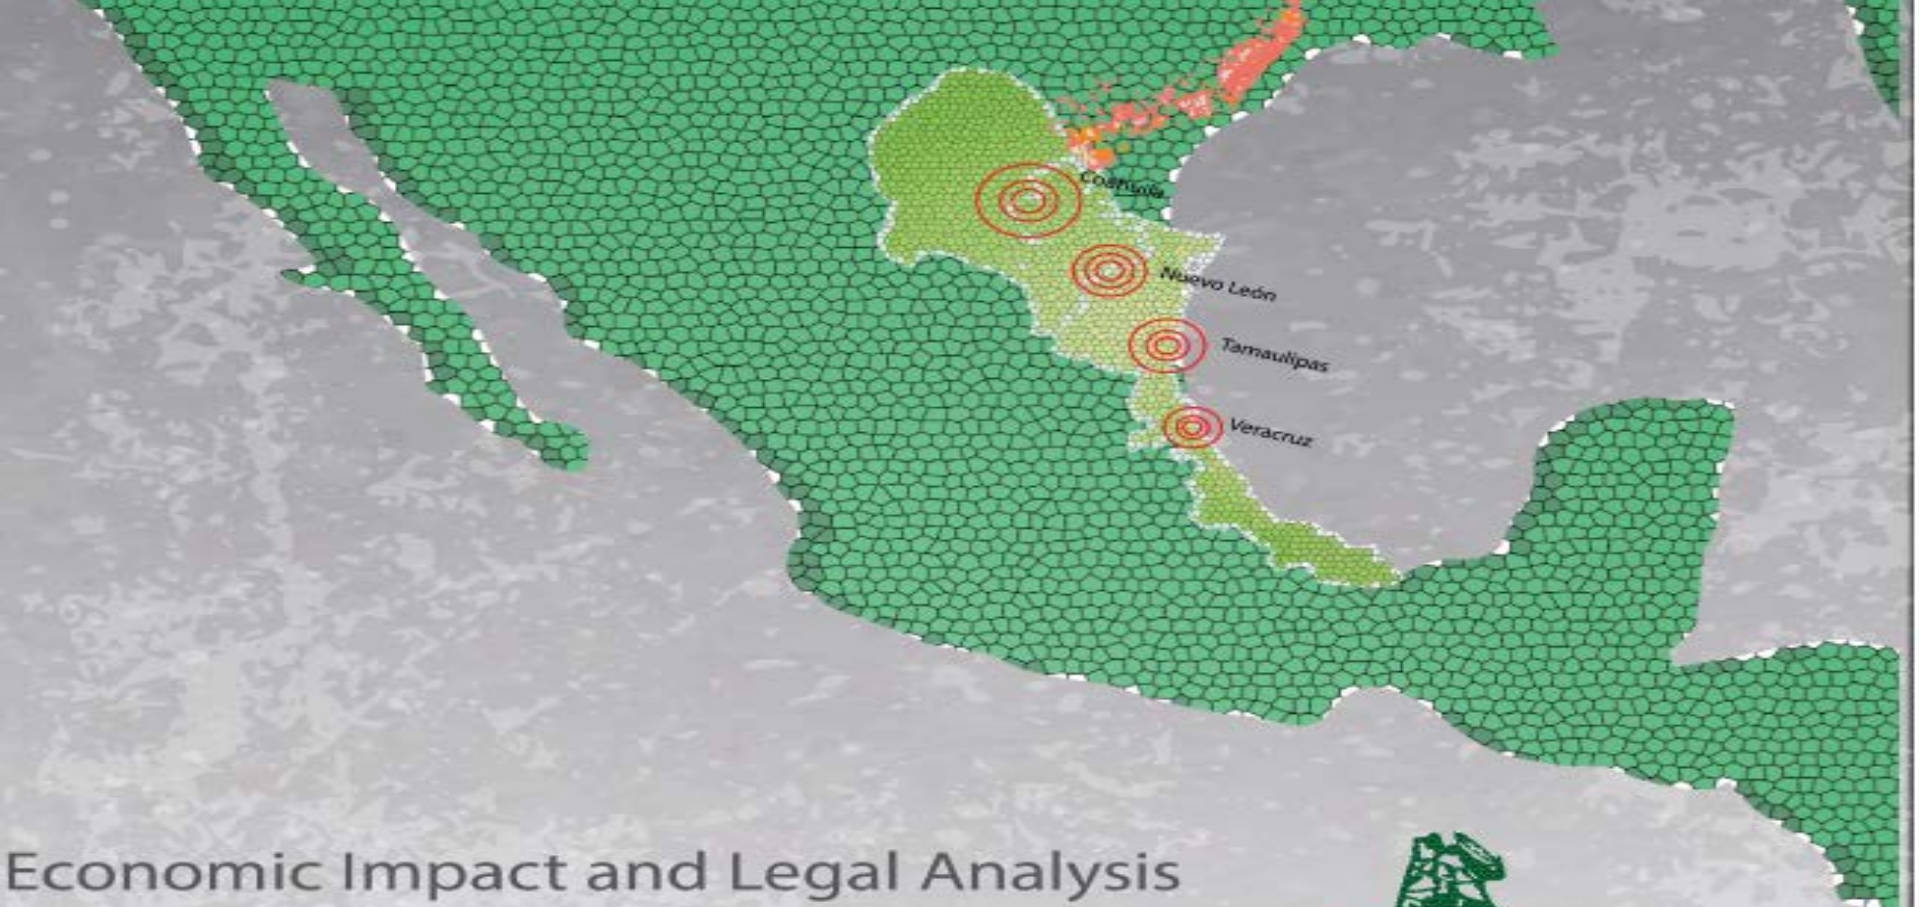 Coahuila
Nuevo León
Tamaulipas
Veracruz
Economic Impact and Legal Analysis